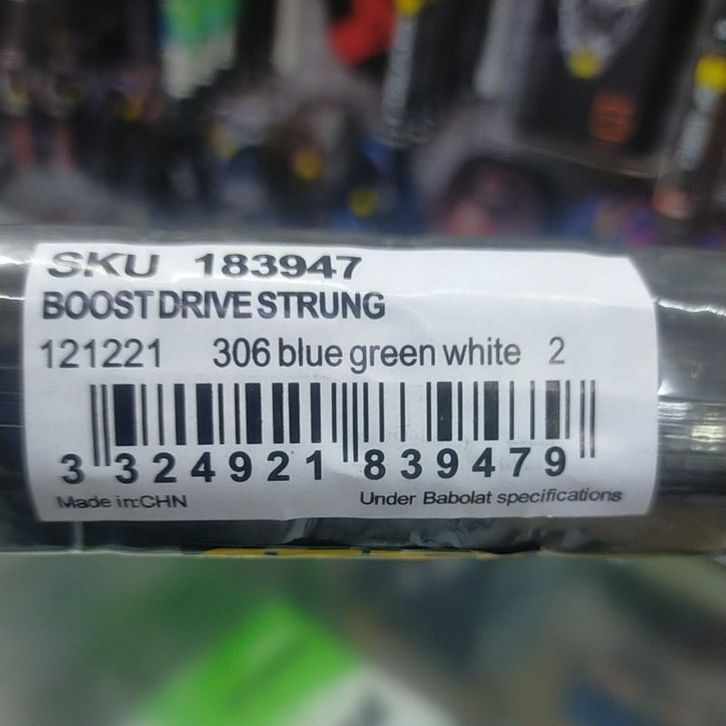 SKU 183947
BOOST DRIVE STRUNG
121221 306 blue green white 2
3 324921 839479
Made in:CHN Under Babolat specifications